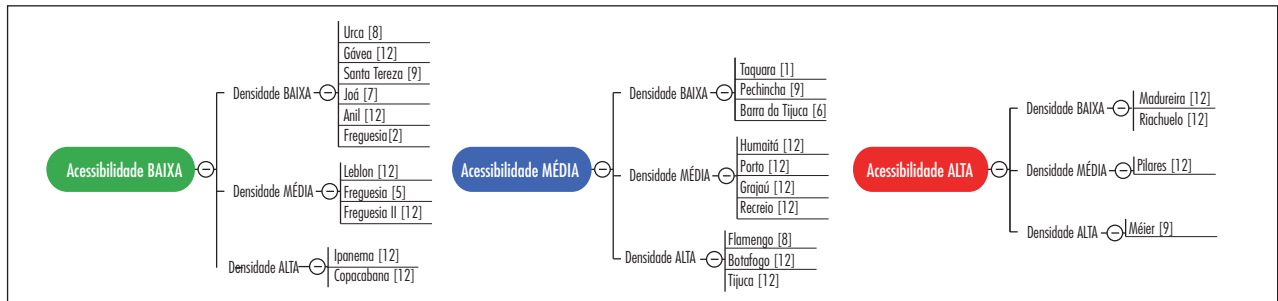 Acessibilidade BAIXA
Densidade BAIXA
Urca [8]
Gávea [12]
Santa Tereza [9]
Joá [7]
Anil [12]
Freguesia[2]
Densidade MÉDIA
Leblon [12]
Freguesia [5]
Freguesia II [12]
Densidade ALTA
Ipanema [12]
Copacabana [12]
Acessibilidade MÉDIA
Densidade BAIXA
Taquara [1]
Pechincha [9]
Barra da Tijuca [6]
Densidade MÉDIA
Humaitá [12]
Porto [12]
Grajaú [12]
Recreio [12]
Densidade ALTA
Flamengo [8]
Botafogo [12]
Tijuca [12]
Acessibilidade ALTA
Densidade BAIXA
Madureira [12]
Riachuelo [12]
Densidade MÉDIA
Pilares [12]
Densidade ALTA
Méier [9]